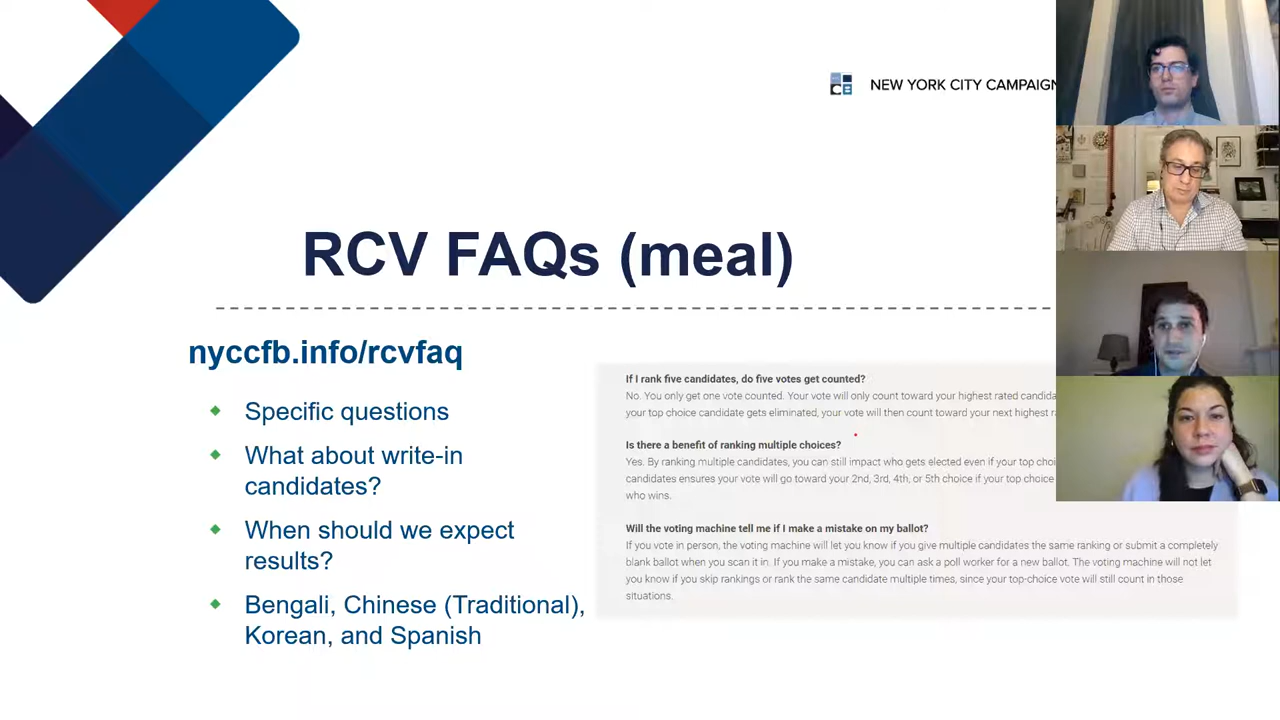 NEW YORK CITY CAMPAIGN
RCV FAQs (meal)
nyccfb.info/rcvfaq
Specific questions
What about write-in
candidates?
When should we expect
results?
Bengali, Chinese (Traditional),
Korean, and Spanish
If I rank five candidates, do five votes get counted?
No. You only get one vote counted. Your vote will only count toward your highest rated candida
your top choice candidate gets eliminated, your vote will then count toward your next highest ra
Is there a benefit of ranking multiple choices?
Yes. By ranking multiple candidates, you can still impact who gets elected even if your top choi
candidates ensures your vote will go toward your 2nd, 3rd, 4th, or 5th choice if your top choice
who wins.
Will the voting machine tell me if I make a mistake on my ballot?
If you vote in person, the voting machine will let you know if you give multiple candidates the same ranking or submit a completely
blank ballot when you scan it in. If you make a mistake, you can ask a poll worker for a new ballot. The voting machine will not let
you know if you skip rankings or rank the same candidate multiple times, since your top-choice vote will still count in those
situations.